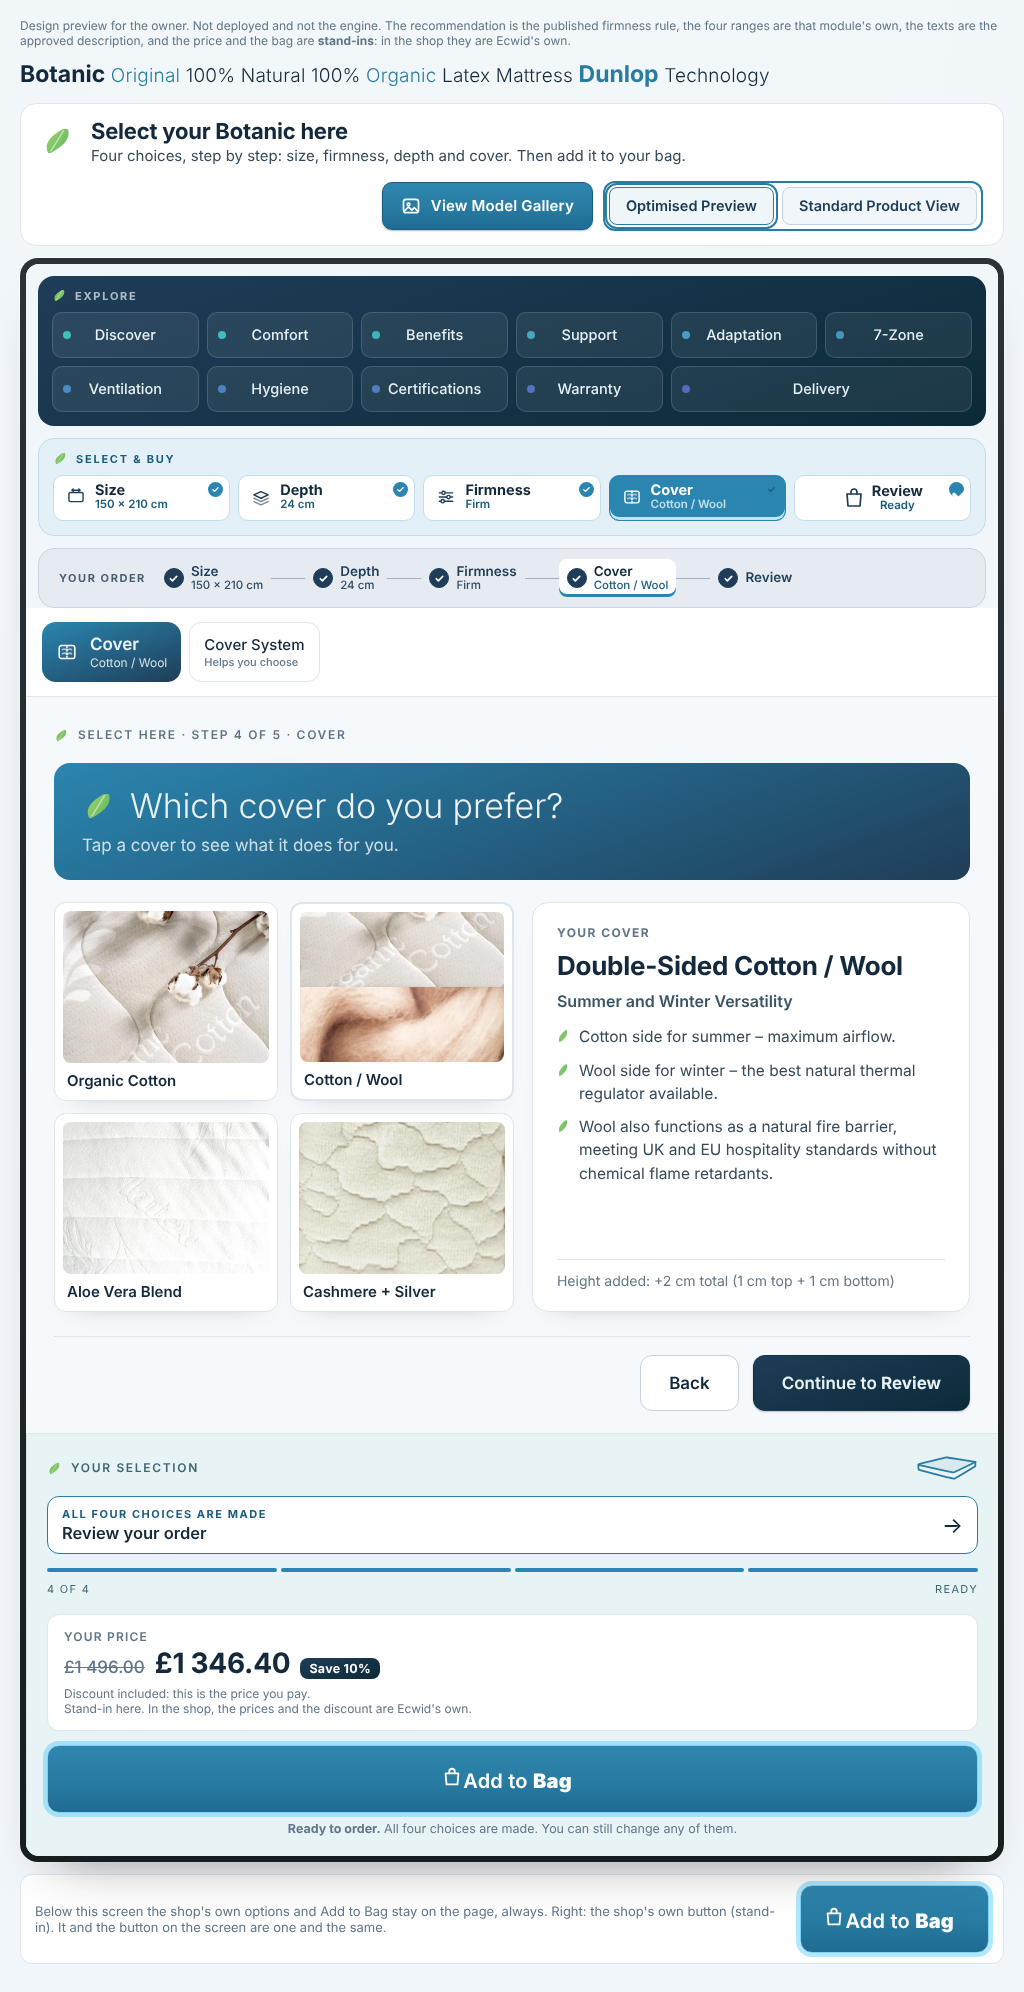 Design preview for the owner. Not deployed and not the engine. The recommendation is the published firmness rule, the four ranges are that module's own, the texts are the
approved description, and the price and the bag are stand-ins: in the shop they are Ecwid's own.
Botanic Original 100% Natural 100% Organic Latex Mattress Dunlop Technology
Select your Botanic here
Four choices, step by step: size, firmness, depth and cover. Then add it to your bag.
View Model Gallery
Optimised Preview
Standard Product View
EXPLORE
Discover
Comfort
Benefits
Support
Adaptation
7-Zone
Ventilation
Hygiene
Certifications
Warranty
Delivery
SELECT & BUY
Size
150 × 210 cm
Depth
24 cm
Firmness
Firm
Cover
Cotton / Wool
Review
Ready
YOUR ORDER
Size
150 × 210 cm
Depth
24 cm
Firmness
Firm
Cover
Cotton / Wool
Review
Cover
Cotton / Wool
Cover System
Helps you choose
SELECT HERE · STEP 4 OF 5 · COVER
Which cover do you prefer?
Tap a cover to see what it does for you.
Cotton
Organic Cotton
Cotton
Cotton / Wool
Aloe Vera Blend
Cashmere + Silver
YOUR COVER
Double-Sided Cotton / Wool
Summer and Winter Versatility
Cotton side for summer – maximum airflow.
Wool side for winter – the best natural thermal
regulator available.
Wool also functions as a natural fire barrier,
meeting UK and EU hospitality standards without
chemical flame retardants.
Height added: +2 cm total (1 cm top + 1 cm bottom)
Back
Continue to Review
YOUR SELECTION
ALL FOUR CHOICES ARE MADE
Review your order
4 OF 4
READY
YOUR PRICE
£1 496.00 £1 346.40 Save 10%
Discount included: this is the price you pay.
Stand-in here. In the shop, the prices and the discount are Ecwid's own.
Add to Bag
Ready to order. All four choices are made. You can still change any of them.
Below this screen the shop's own options and Add to Bag stay on the page, always. Right: the shop's own button (stand-
in). It and the button on the screen are one and the same.
Add to Bag